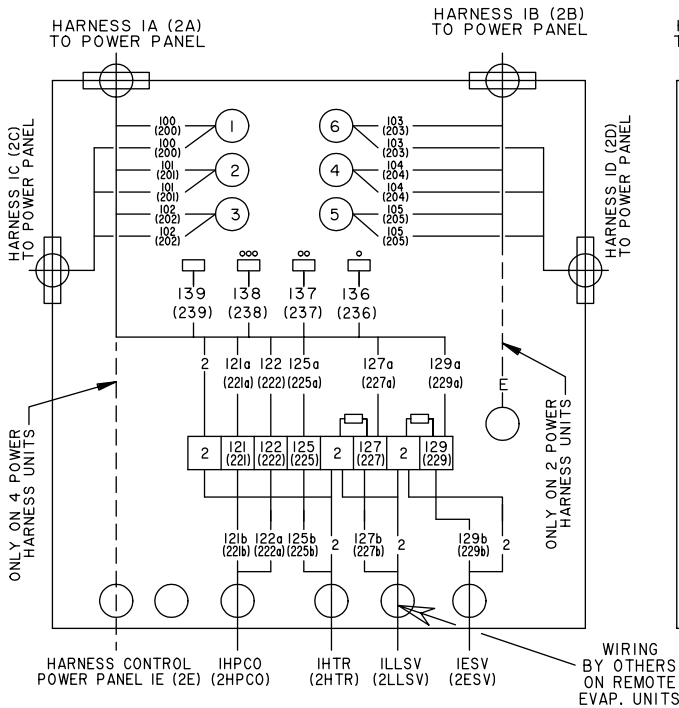 HARNESS 1A (2A)
TO POWER PANEL
HARNESS 1B (2B)
TO POWER PANEL
HARNESS 1C (2C)
TO POWER PANEL
HARNESS 1D (2D)
TO POWER PANEL
100
(200)
100
(200)
101
(201)
101
(201)
102
(202)
102
(202)
1
2
3
6
4
5
103
(203)
103
(203)
104
(204)
104
(204)
105
(205)
105
(205)
139
(239)
ooo
138
(238)
oo
137
(237)
o
136
(236)
2
121a
(221a)
122
(222)
125a
(225a)
127a
(227a)
129a
(229a)
E
ONLY ON 4 POWER
HARNESS UNITS
ONLY ON 2 POWER
HARNESS UNITS
2
121
(221)
122
(222)
125
(225)
2
127
(227)
2
129
(229)
121b
(221b)
122a
(222a)
125b
(225b)
2
127b
(227b)
2
129b
(229b)
2
HARNESS CONTROL
POWER PANEL 1E (2E)
1HPCO
(2HPCO)
1HTR
(2HTR)
1LLSV
(2LLSV)
1ESV
(2ESV)
WIRING
BY OTHERS
ON REMOTE
EVAP. UNITS